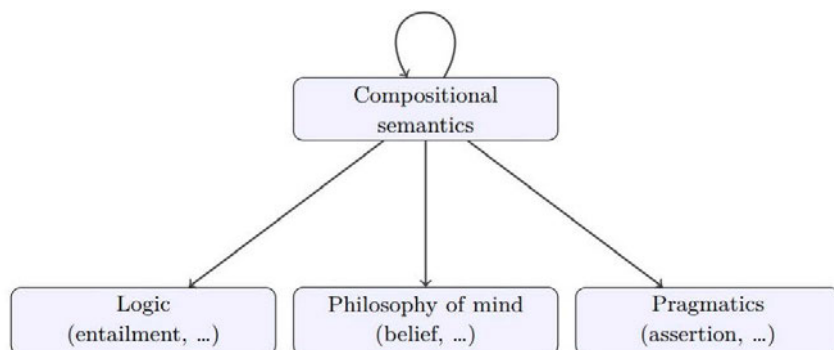 Compositional
semantics
Logic
(entailment, ...)
Philosophy of mind
(belief, ...)
Pragmatics
(assertion, ...)